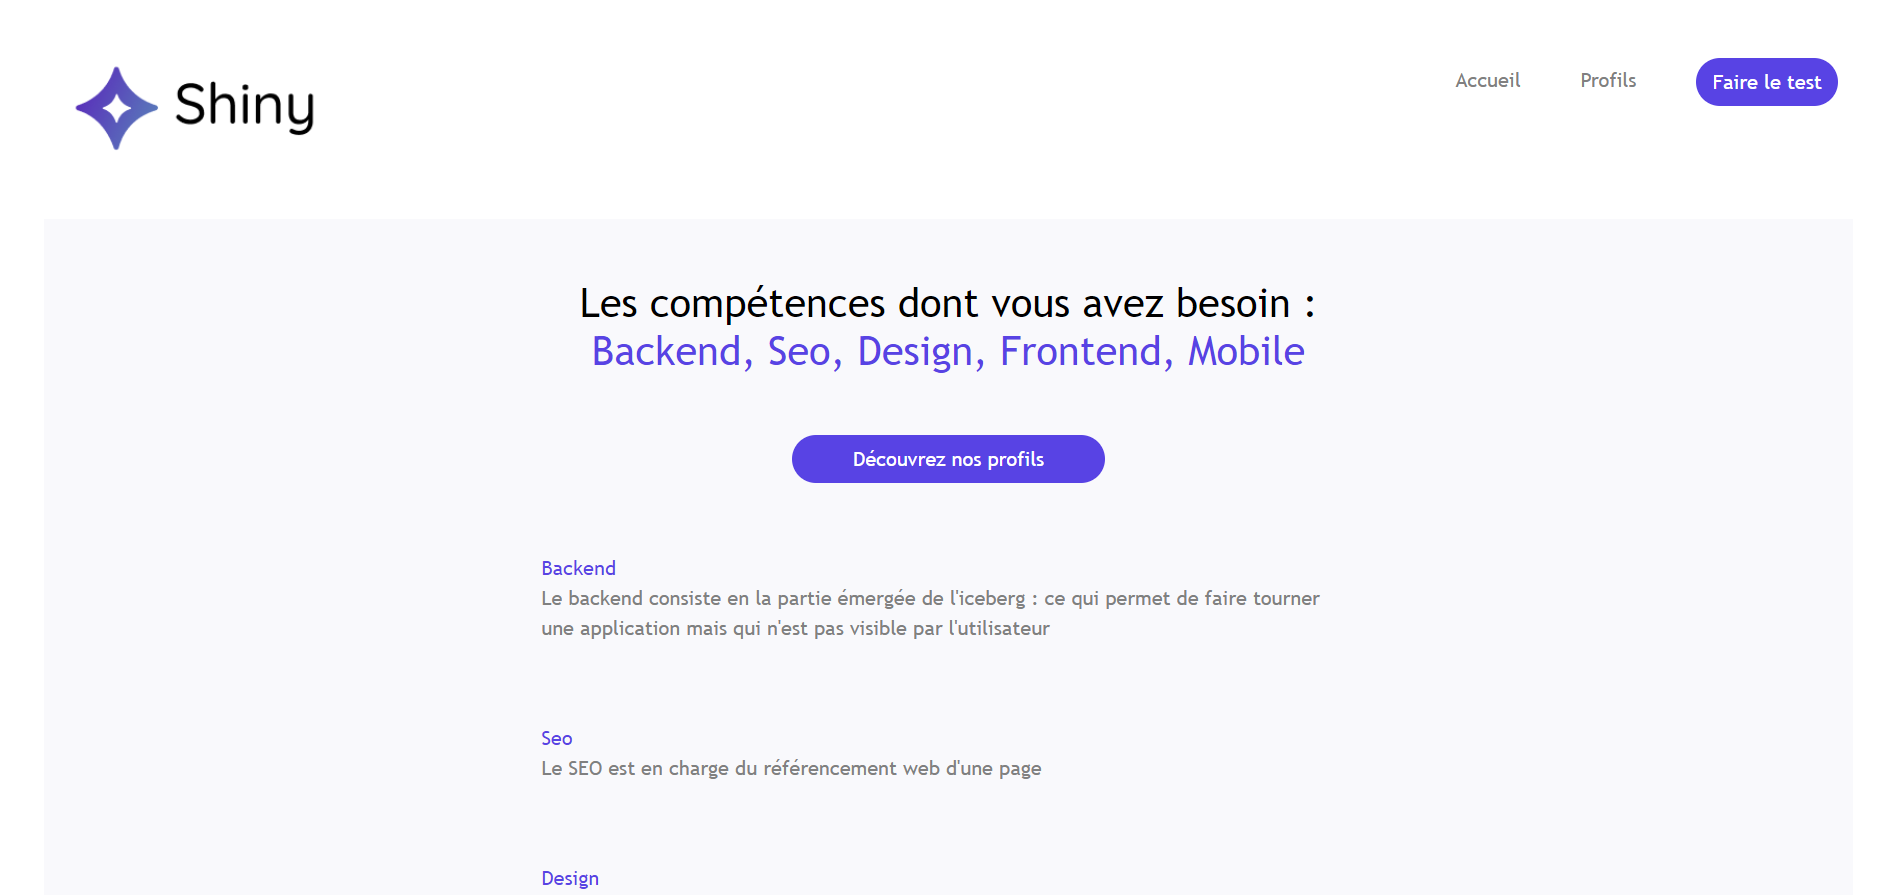 Shiny
Accueil
Profils
Faire le test
Les compétences dont vous avez besoin :
Backend, Seo, Design, Frontend, Mobile
Découvrez nos profils
Backend
Le backend consiste en la partie émergée de l'iceberg : ce qui permet de faire tourner
une application mais qui n'est pas visible par l'utilisateur
Seo
Le SEO est en charge du référencement web d'une page
Design